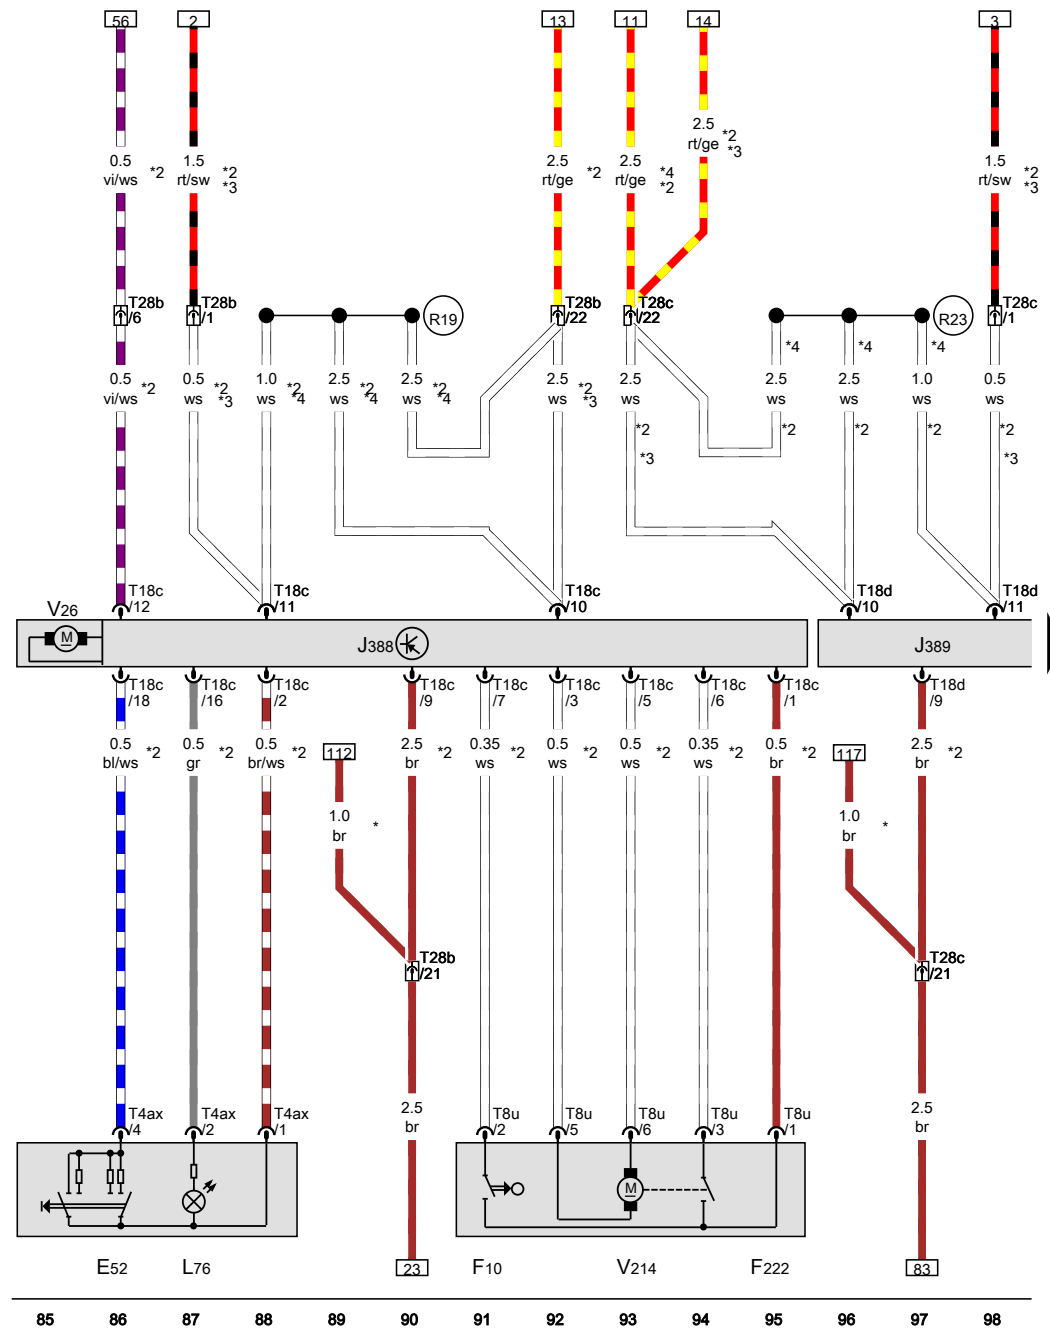 56 2 13 11 14 3
2.5 *2
rt/ge *3
0.5 *2 1.5 *2 2.5 *2 2.5 *4 1.5 *2
vi/ws rt/sw *3 rt/ge rt/ge *2 rt/sw *3
T28b T28b T28b T28c T28c
/6 /1 R19 /22 /22 R23 /1
*4 *4 *4
0.5 *2 0.5 *2 1.0 *2 2.5 *2 2.5 *2 2.5 *2 2.5 2.5 2.5 1.0 0.5
vi/ws ws *3 ws *4 ws *4 ws *4 ws *3 ws ws ws ws ws
*2 *2 *2 *2 *2
*3 *3
T18c T18c T18c T18d T18d
/12 /11 /10 /10 /11
V26
M J388 J389
T18c T18c T18c T18c T18c T18c T18c T18c T18c T18d
/18 /16 /2 /9 /7 /3 /5 /6 /1 /9
0.5 *2 0.5 *2 0.5 *2 112 2.5 *2 0.35 *2 0.5 *2 0.5 *2 0.35 *2 0.5 *2 117 2.5 *2
bl/ws gr br/ws br ws ws ws ws br br
1.0 * 1.0 *
br br
T28b T28c
/21 /21
2.5 2.5
br br
T4ax T4ax T4ax T8u T8u T8u T8u T8u
/4 /2 /1 /2 /5 /6 /3 /1
M
E52 L76 23 F10 V214 F222 83
85 86 87 88 89 90 91 92 93 94 95 96 97 98